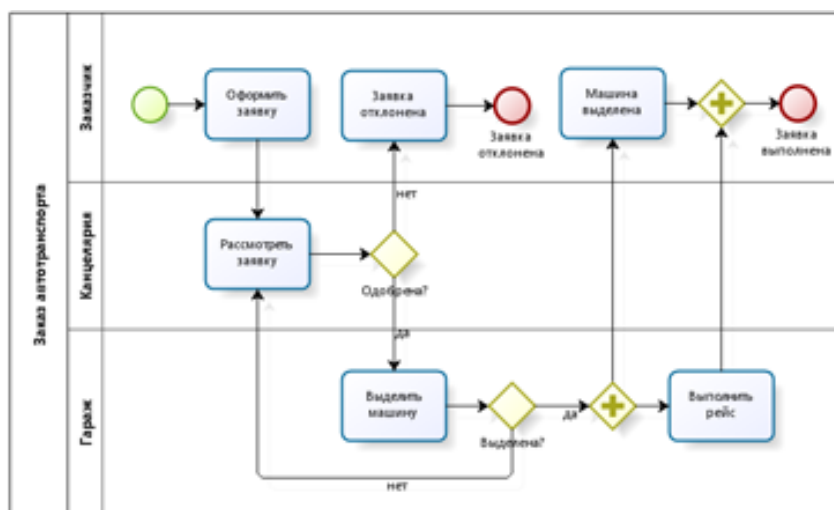 Заказ автотранспорта
Заказчик
Оформить
заявку
Заявка
отклонена
Заявка
отклонена
Машина
выделена
Заявка
выполнена
Канцелярия
нет
Рассмотреть
заявку
Одобрена?
да
Гараж
Выделить
машину
Выделена?
да
Выполнить
рейс
нет